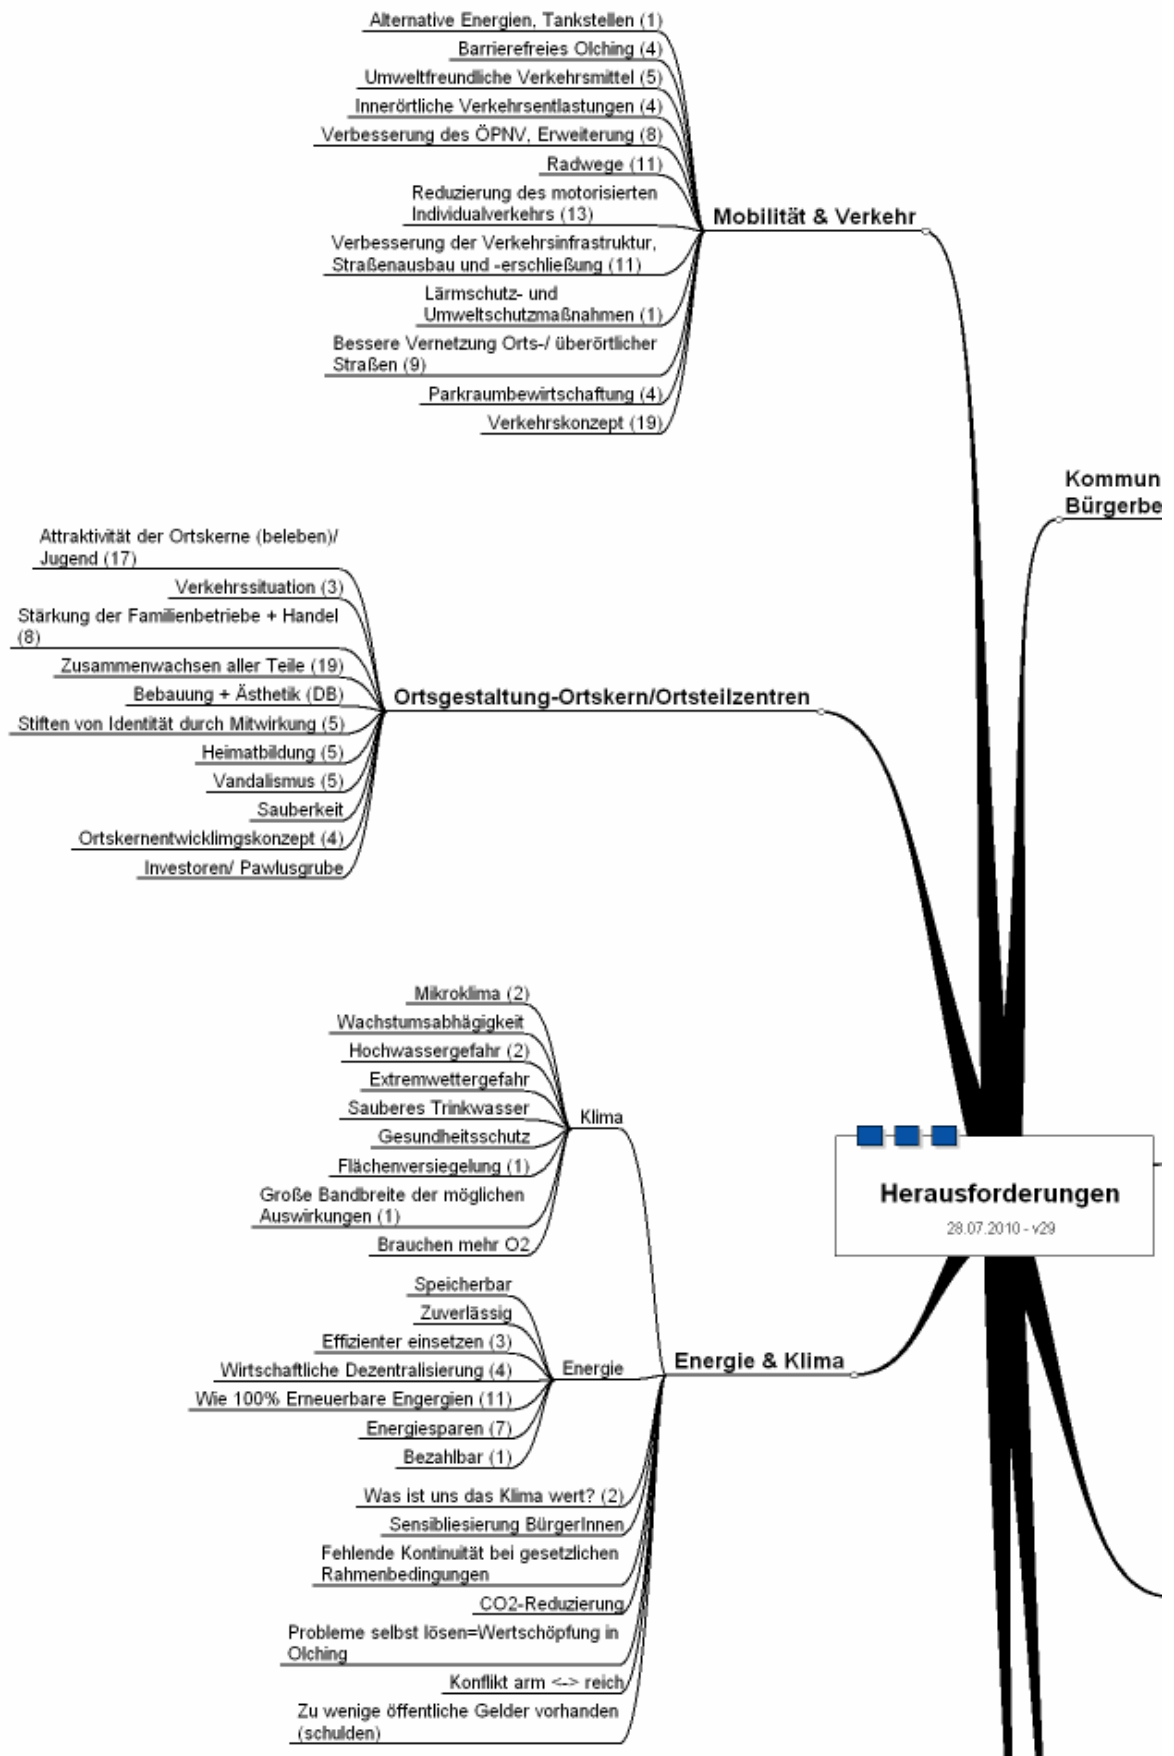 Alternative Energien, Tankstellen (1)
Barrierefreies Olching (4)
Umweltfreundliche Verkehrsmittel (5)
Innerörtliche Verkehrsentlastungen (4)
Verbesserung des ÖPNV, Erweiterung (8)
Radwege (11)
Reduzierung des motorisierten
Individualverkehrs (13)
Verbesserung der Verkehrsinfrastruktur,
Straßenausbau und -erschließung (11)
Lärmschutz- und
Umweltschutzmaßnahmen (1)
Bessere Vernetzung Orts-/ überörtlicher
Straßen (9)
Parkraumbewirtschaftung (4)
Verkehrskonzept (19)
Mobilität & Verkehr
Kommun
Bürgerbe
Attraktivität der Ortskerne (beleben)/
Jugend (17)
Verkehrssituation (3)
Stärkung der Familienbetriebe + Handel
(8)
Zusammenwachsen aller Teile (19)
Bebauung + Ästhetik (DB)
Stiften von Identität durch Mitwirkung (5)
Heimatbildung (5)
Vandalismus (5)
Sauberkeit
Ortskernentwicklimgskonzept (4)
Investoren/ Pawlusgrube
Ortsgestaltung-Ortskern/Ortsteilzentren
Mikroklima (2)
Wachstumsabhägigkeit
Hochwassergefahr (2)
Extremwettergefahr
Sauberes Trinkwasser
Gesundheitsschutz
Flächenversiegelung (1)
Große Bandbreite der möglichen
Auswirkungen (1)
Brauchen mehr O2
Klima
Speicherbar
Zuverlässig
Effizienter einsetzen (3)
Wirtschaftliche Dezentralisierung (4)
Wie 100% Erneuerbare Engergien (11)
Energiesparen (7)
Bezahlbar (1)
Energie
Was ist uns das Klima wert? (2)
Sensibliesierung BürgerInnen
Fehlende Kontinuität bei gesetzlichen
Rahmenbedingungen
CO2-Reduzierung
Probleme selbst lösen=Wertschöpfung in
Olching
Konflikt arm <-> reich
Zu wenige öffentliche Gelder vorhanden
(schulden)
Energie & Klima
Herausforderungen
28.07.2010 - v29